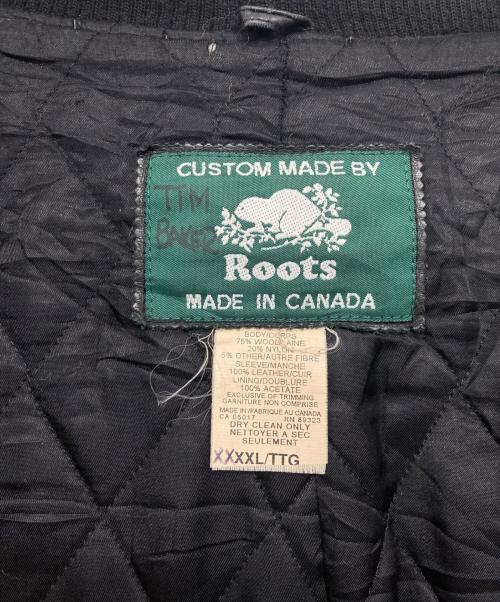 CUSTOM MADE BY
TIM
BAKER
Roots
MADE IN CANADA
BODY/CORPS
75% WOOL/LAINE
20% NYLON
5% OTHER/AUTRE FIBRE
SLEEVE/MANCHE
100% LEATHER/CUIR
LINING/DOUBLURE
100% ACETATE
EXCLUSIVE OF TRIMMING
GARNITURE NON COMPRISE
MADE IN /FABRIQUE AU CANADA
CA 05017 RN 89323
DRY CLEAN ONLY
NETTOYER A SEC
SEULEMENT
XXXXL/TTG